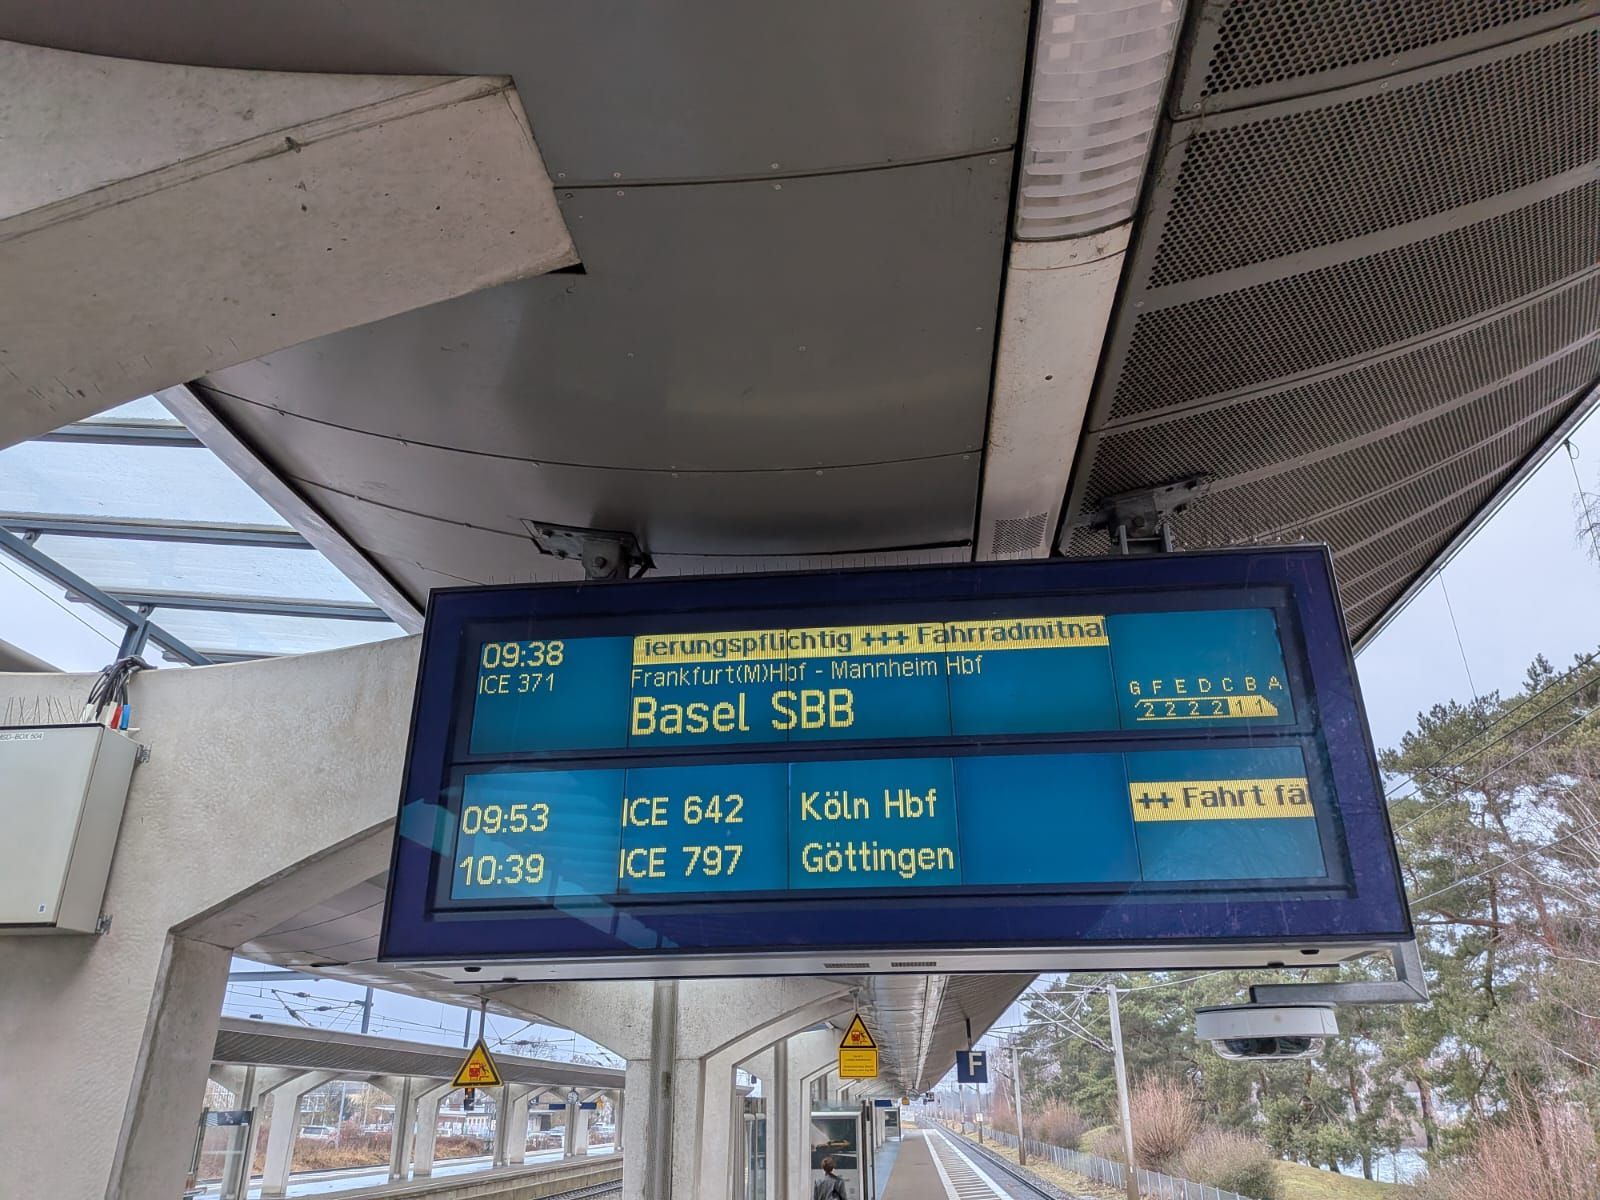 09:38
ICE 371
ierungspflichtig +++ Fahrradmitna
Frankfurt(M)Hbf - Mannheim Hbf
Basel SBB
G F E D C B A
2 2 2 2 1 1
09:53 ICE 642 Köln Hbf ++ Fahrt fä
10:39 ICE 797 Göttingen
F